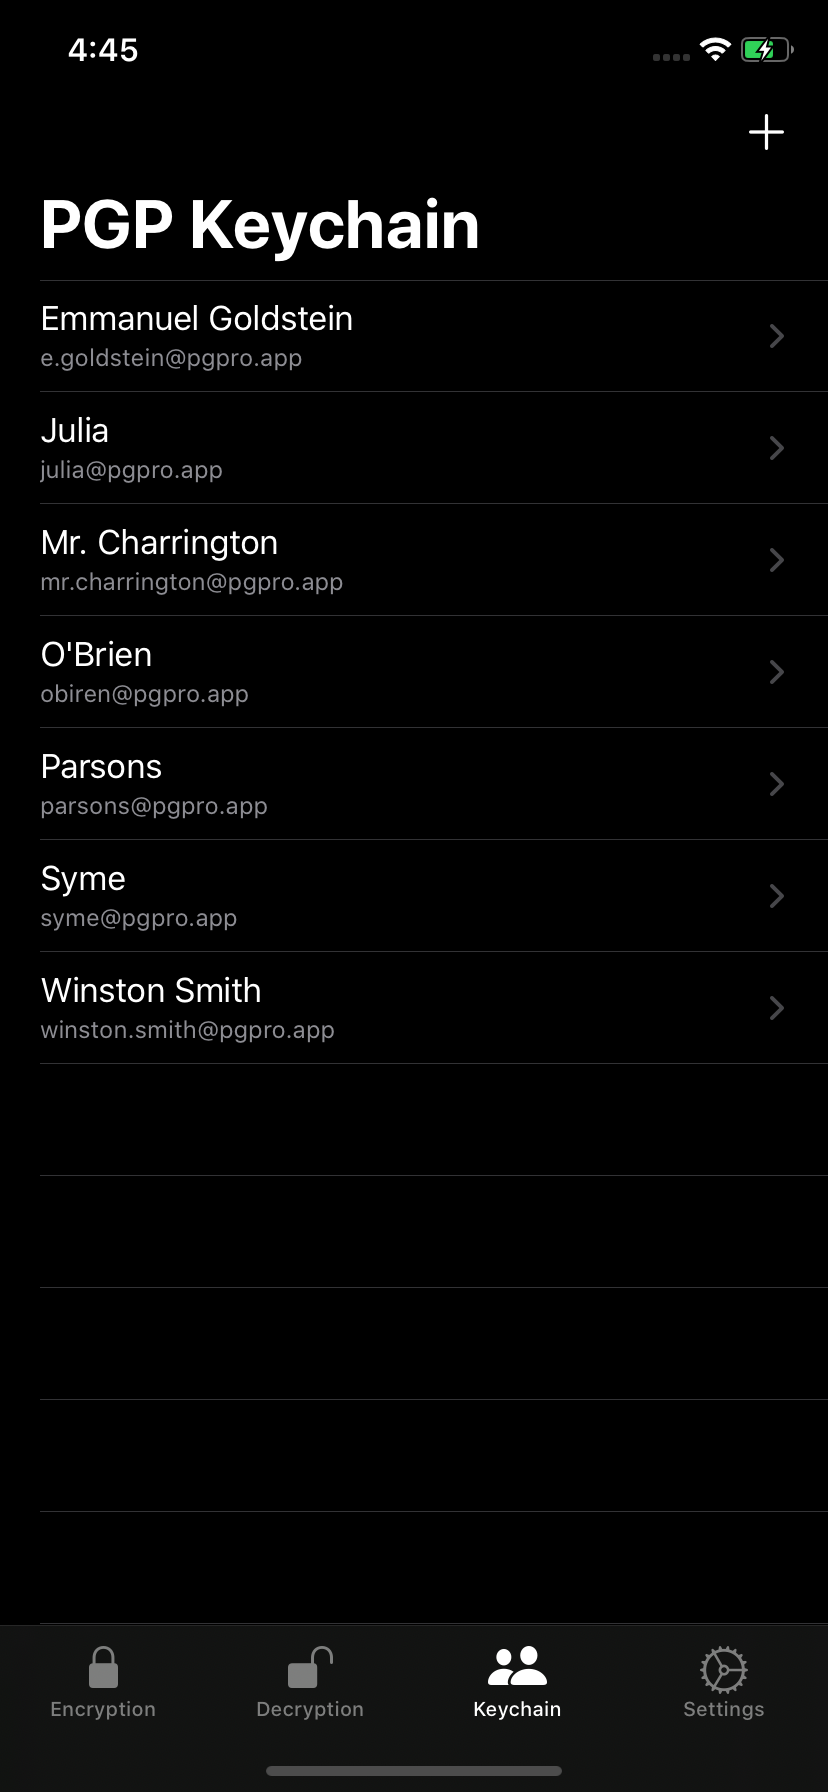 4:45
PGP Keychain
Emmanuel Goldstein
e.goldstein@pgpro.app
Julia
julia@pgpro.app
Mr. Charrington
mr.charrington@pgpro.app
O'Brien
obiren@pgpro.app
Parsons
parsons@pgpro.app
Syme
syme@pgpro.app
Winston Smith
winston.smith@pgpro.app
Encryption Decryption Keychain Settings